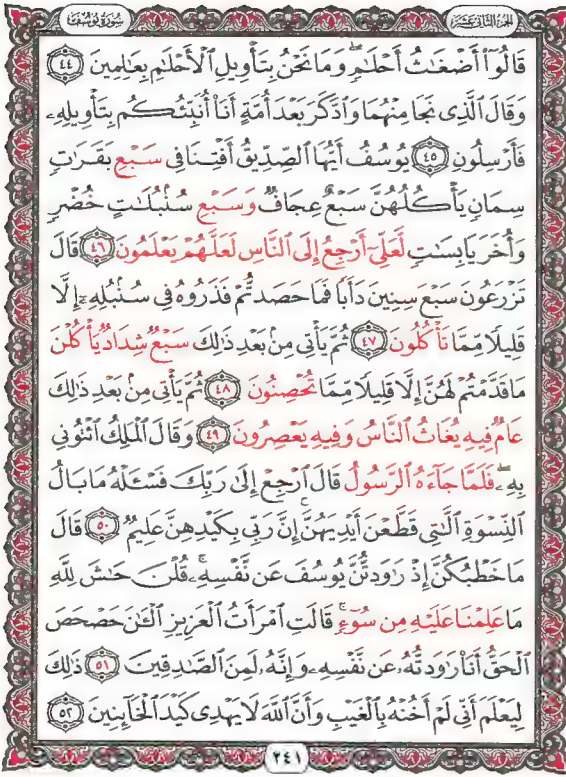 الجزء الثاني عشر
سورة يوسف
قَالُوٓا۟ أَضْغَٰثُ أَحْلَٰمٍ ۖ وَمَا نَحْنُ بِتَأْوِيلِ ٱلْأَحْلَٰمِ بِعَٰلِمِينَ ٤٤
وَقَالَ ٱلَّذِى نَجَا مِنْهُمَا وَٱدَّكَرَ بَعْدَ أُمَّةٍ أَنَا۠ أُنَبِّئُكُم بِتَأْوِيلِهِۦ
فَأَرْسِلُونِ ٤٥ يُوسُفُ أَيُّهَا ٱلصِّدِّيقُ أَفْتِنَا فِى سَبْعِ بَقَرَٰتٍ
سِمَانٍ يَأْكُلُهُنَّ سَبْعٌ عِجَافٌ وَسَبْعِ سُنۢبُلَٰتٍ خُضْرٍ
وَأُخَرَ يَابِسَٰتٍ لَّعَلِّىٓ أَرْجِعُ إِلَى ٱلنَّاسِ لَعَلَّهُمْ يَعْلَمُونَ ٤٦ قَالَ
تَزْرَعُونَ سَبْعَ سِنِينَ دَأَبًا فَمَا حَصَدتُّمْ فَذَرُوهُ فِى سُنۢبُلِهِۦٓ إِلَّا
قَلِيلًا مِّمَّا تَأْكُلُونَ ٤٧ ثُمَّ يَأْتِى مِنۢ بَعْدِ ذَٰلِكَ سَبْعٌ شِدَادٌ يَأْكُلْنَ
مَا قَدَّمْتُمْ لَهُنَّ إِلَّا قَلِيلًا مِّمَّا تُحْصِنُونَ ٤٨ ثُمَّ يَأْتِى مِنۢ بَعْدِ ذَٰلِكَ
عَامٌ فِيهِ يُغَاثُ ٱلنَّاسُ وَفِيهِ يَعْصِرُونَ ٤٩ وَقَالَ ٱلْمَلِكُ ٱئْتُونِى
بِهِۦ ۖ فَلَمَّا جَآءَهُ ٱلرَّسُولُ قَالَ ٱرْجِعْ إِلَىٰ رَبِّكَ فَسْـَٔلْهُ مَا بَالُ
ٱلنِّسْوَةِ ٱلَّٰتِى قَطَّعْنَ أَيْدِيَهُنَّ ۚ إِنَّ رَبِّى بِكَيْدِهِنَّ عَلِيمٌ ٥٠ قَالَ
مَا خَطْبُكُنَّ إِذْ رَٰوَدتُّنَّ يُوسُفَ عَن نَّفْسِهِۦ ۚ قُلْنَ حَٰشَ لِلَّهِ
مَا عَلِمْنَا عَلَيْهِ مِن سُوٓءٍ ۚ قَالَتِ ٱمْرَأَتُ ٱلْعَزِيزِ ٱلْـَٰٔنَ حَصْحَصَ
ٱلْحَقُّ أَنَا۠ رَٰوَدتُّهُۥ عَن نَّفْسِهِۦ وَإِنَّهُۥ لَمِنَ ٱلصَّٰدِقِينَ ٥١ ذَٰلِكَ
لِيَعْلَمَ أَنِّى لَمْ أَخُنْهُ بِٱلْغَيْبِ وَأَنَّ ٱللَّهَ لَا يَهْدِى كَيْدَ ٱلْخَآئِنِينَ ٥٢
٢٤١